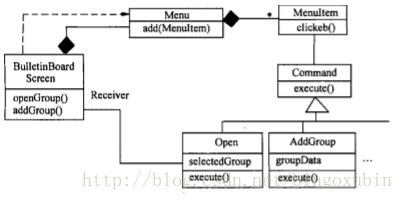 Menu
add(MenuItem)
*
MenuItem
clickeb()
BulletinBoard
Screen
openGroup()
addGroup()
Receiver
Command
execute()
Open
selectedGroup
execute()
AddGroup
groupData
execute()
...